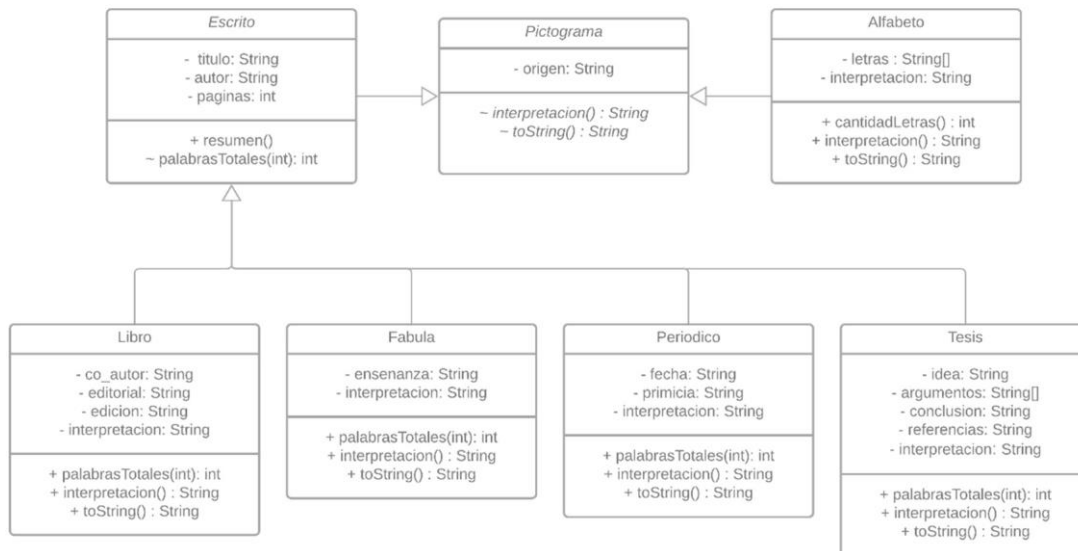 Escrito
- titulo: String
- autor: String
- paginas: int
+ resumen()
~ palabrasTotales(int): int
Pictograma
- origen: String
~ interpretacion() : String
~ toString() : String
Alfabeto
- letras : String[]
- interpretacion: String
+ cantidadLetras() : int
+ interpretacion() : String
+ toString() : String
Libro
- co_autor: String
- editorial: String
- edicion: String
- interpretacion: String
+ palabrasTotales(int): int
+ interpretacion() : String
+ toString() : String
Fabula
- ensenanza: String
- interpretacion: String
+ palabrasTotales(int): int
+ interpretacion() : String
+ toString() : String
Periodico
- fecha: String
- primicia: String
- interpretacion: String
+ palabrasTotales(int): int
+ interpretacion() : String
+ toString() : String
Tesis
- idea: String
- argumentos: String[]
- conclusion: String
- referencias: String
- interpretacion: String
+ palabrasTotales(int): int
+ interpretacion() : String
+ toString() : String